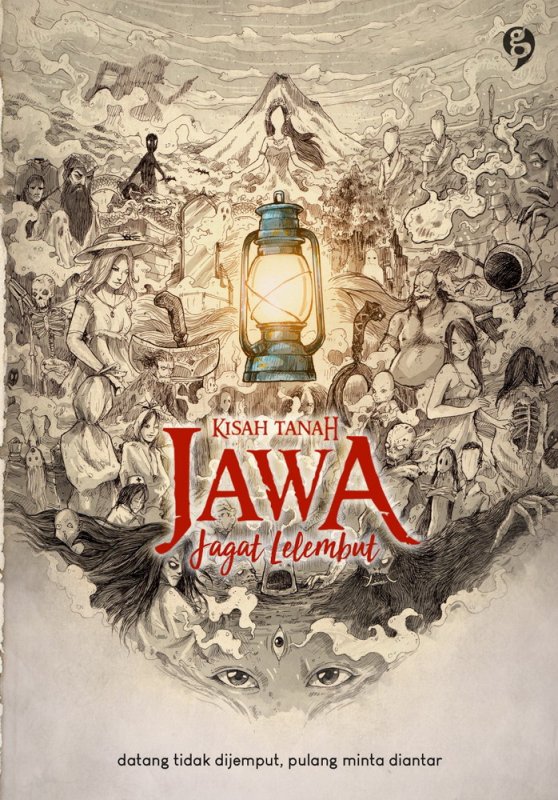 g
KISAH TANAH
JAWA
Jagat Lelembut
datang tidak dijemput, pulang minta diantar